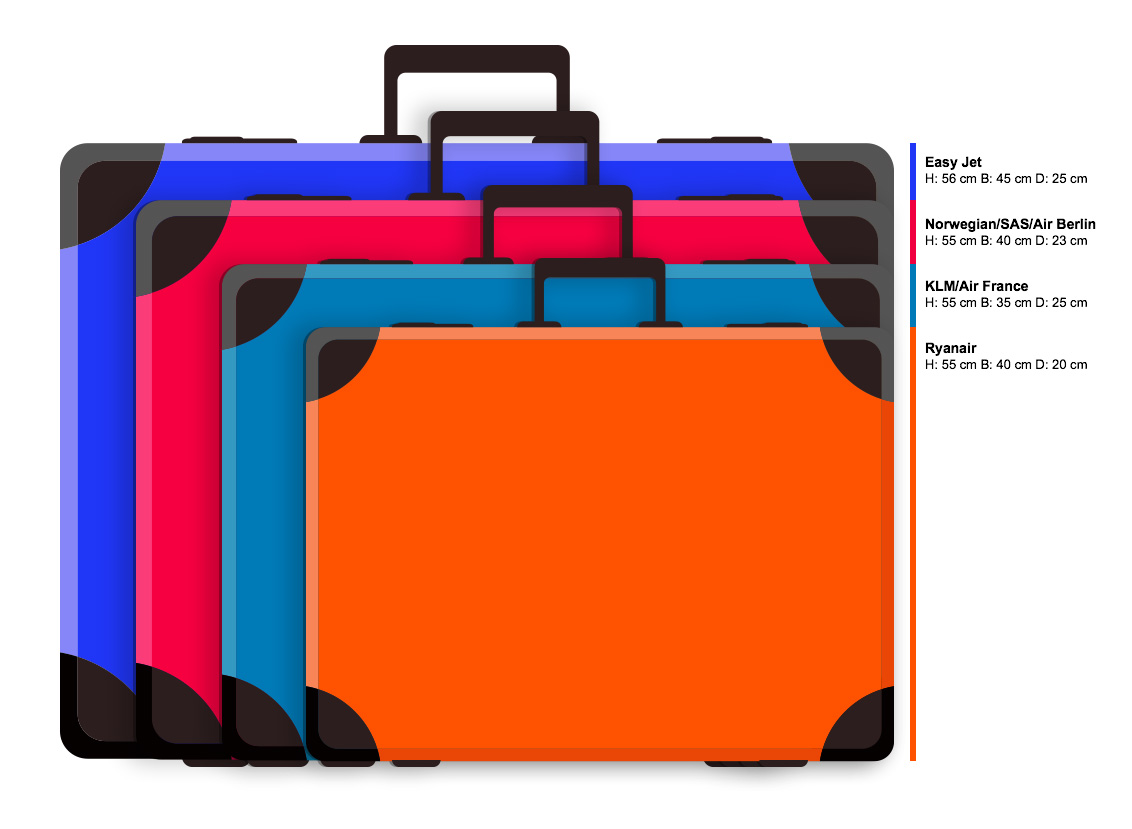 Easy Jet
H: 56 cm B: 45 cm D: 25 cm
Norwegian/SAS/Air Berlin
H: 55 cm B: 40 cm D: 23 cm
KLM/Air France
H: 55 cm B: 35 cm D: 25 cm
Ryanair
H: 55 cm B: 40 cm D: 20 cm